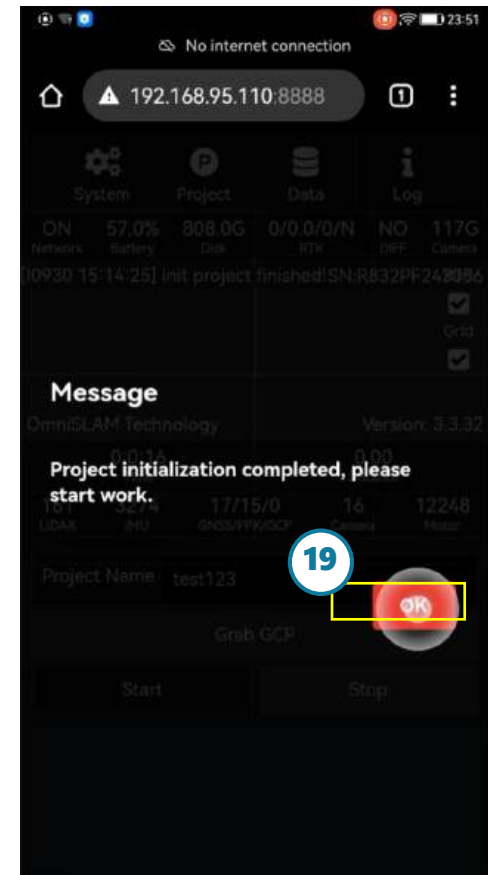 23:51
No internet connection
192.168.95.110:8888
1
System Project Data Log
ON 57.0% 808.0G 0/0.0/0/N NO 117G
Network Battery Disk RTK DIFF Camera
[I0930 15:14:25] init project finished!SN:R832PF
Grid
Message
OmniSLAM Technology Version: 3.3.32
Project initialization completed, please
start work.
3274 17/15/0 16 12248
LiDAR IMU GNSS/PPK/GCP Camera Motor
19
Project Name test123
OK
Grab GCP
Start Stop